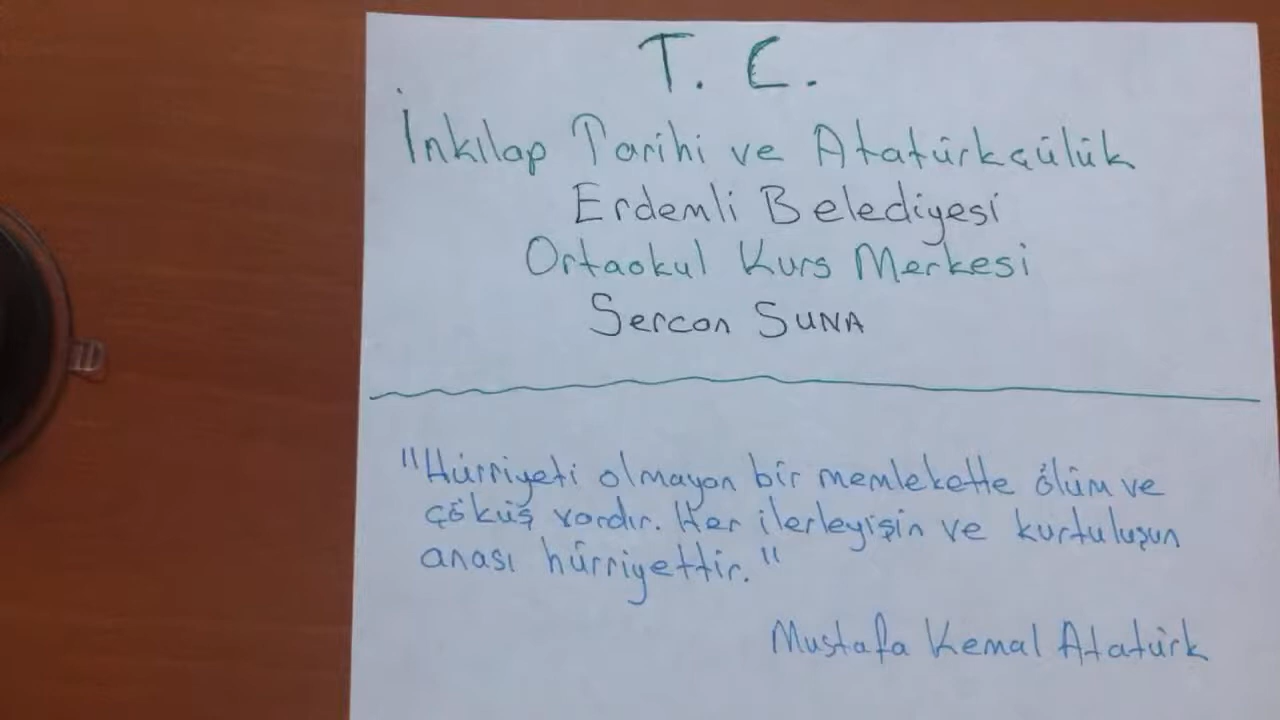 T. C.
İnkılap Tarihi ve Atatürkçülük
Erdemli Belediyesi
Ortaokul Kurs Merkesi
Sercan SUNA
"Hürriyeti olmayan bir memlekette ölüm ve
çöküş vardır. Her ilerleyişin ve kurtuluşun
anası hürriyettir."
Mustafa Kemal Atatürk